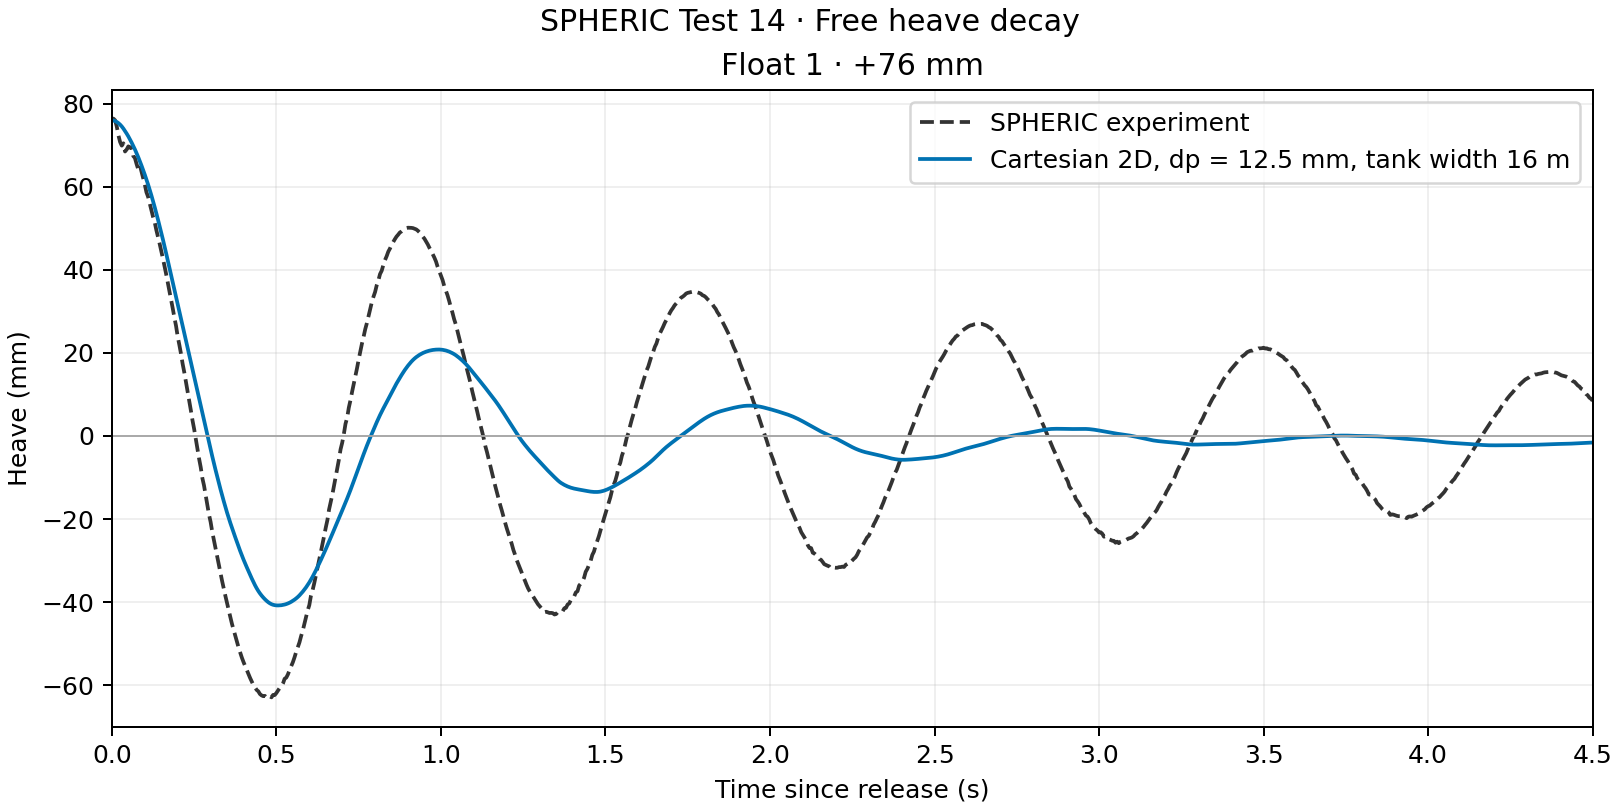 SPHERIC Test 14 · Free heave decay
Float 1 · +76 mm
SPHERIC experiment
Cartesian 2D, dp = 12.5 mm, tank width 16 m
Heave (mm)
80
60
40
20
0
−20
−40
−60
0.0 0.5 1.0 1.5 2.0 2.5 3.0 3.5 4.0 4.5
Time since release (s)